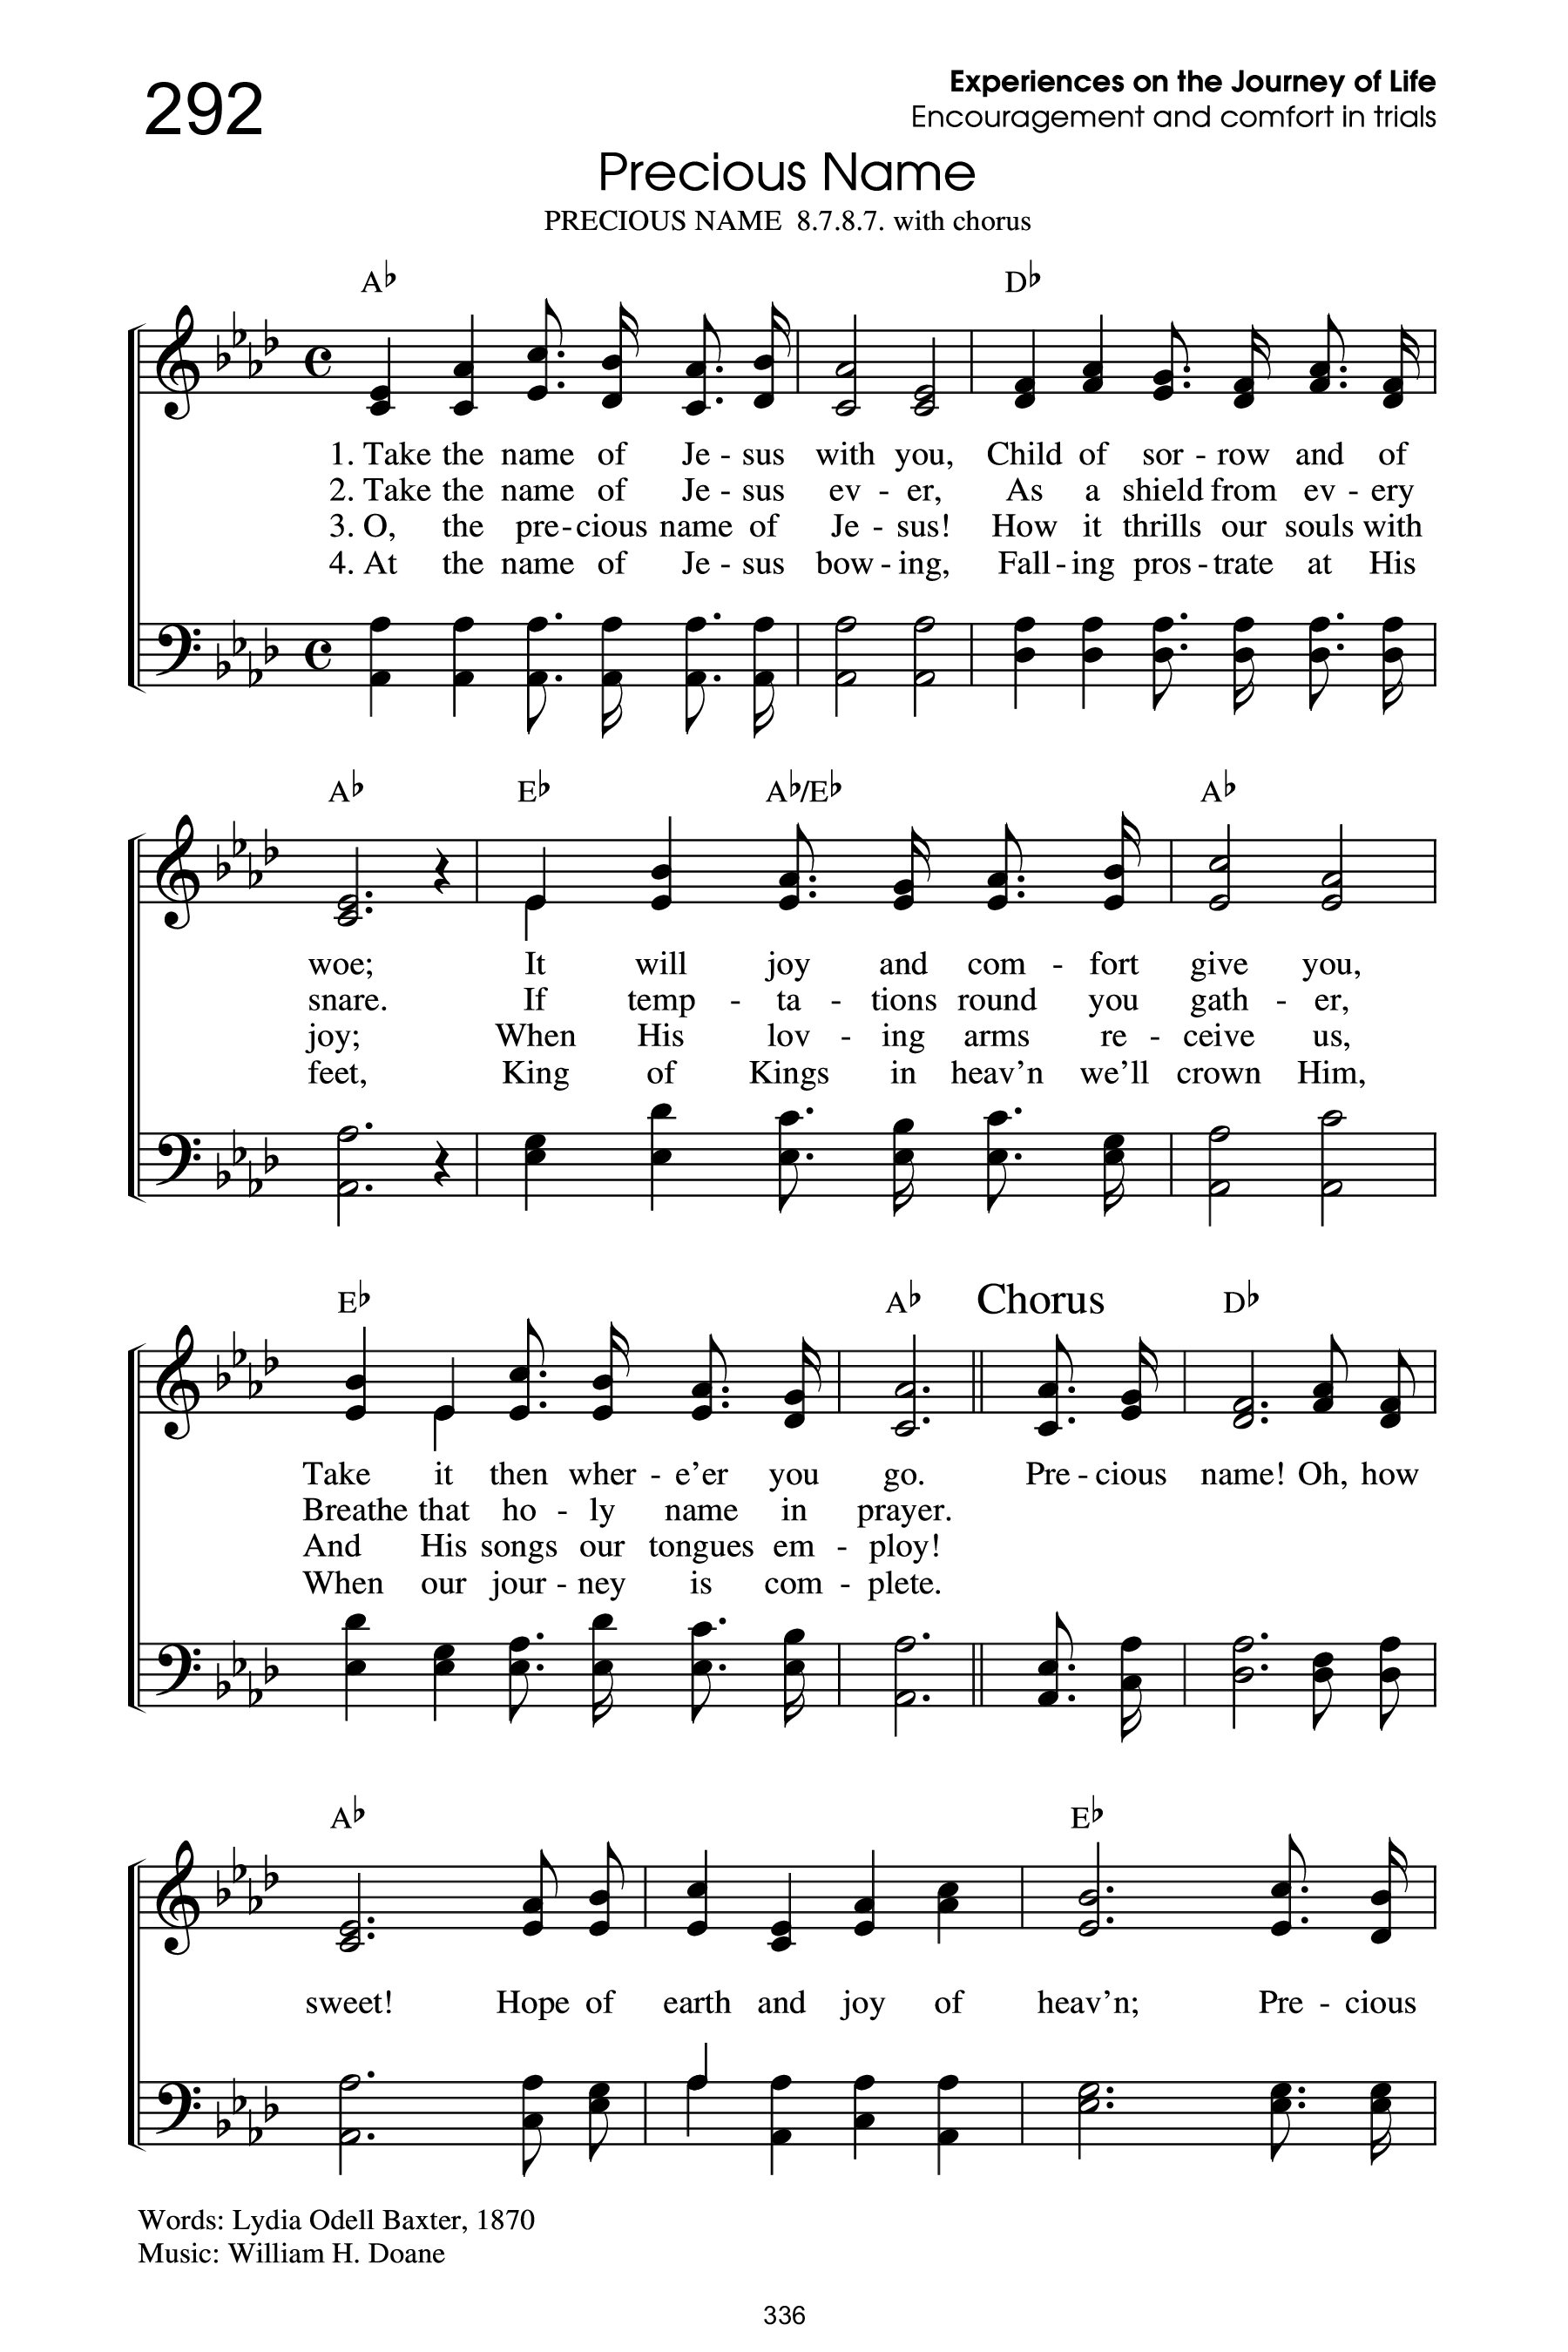 292
Experiences on the Journey of Life
Encouragement and comfort in trials
Precious Name
PRECIOUS NAME 8.7.8.7. with chorus
A♭ D♭
1. Take the name of Je - sus with you, Child of sor - row and of
2. Take the name of Je - sus ev - er, As a shield from ev - ery
3. O, the pre - cious name of Je - sus! How it thrills our souls with
4. At the name of Je - sus bow - ing, Fall - ing pros - trate at His
A♭ E♭ A♭/E♭ A♭
woe; It will joy and com - fort give you,
snare. If temp - ta - tions round you gath - er,
joy; When His lov - ing arms re - ceive us,
feet, King of Kings in heav’n we’ll crown Him,
E♭ A♭ Chorus D♭
Take it then wher - e’er you go. Pre - cious name! Oh, how
Breathe that ho - ly name in prayer.
And His songs our tongues em - ploy!
When our jour - ney is com - plete.
A♭ E♭
sweet! Hope of earth and joy of heav’n; Pre - cious
Words: Lydia Odell Baxter, 1870
Music: William H. Doane
336